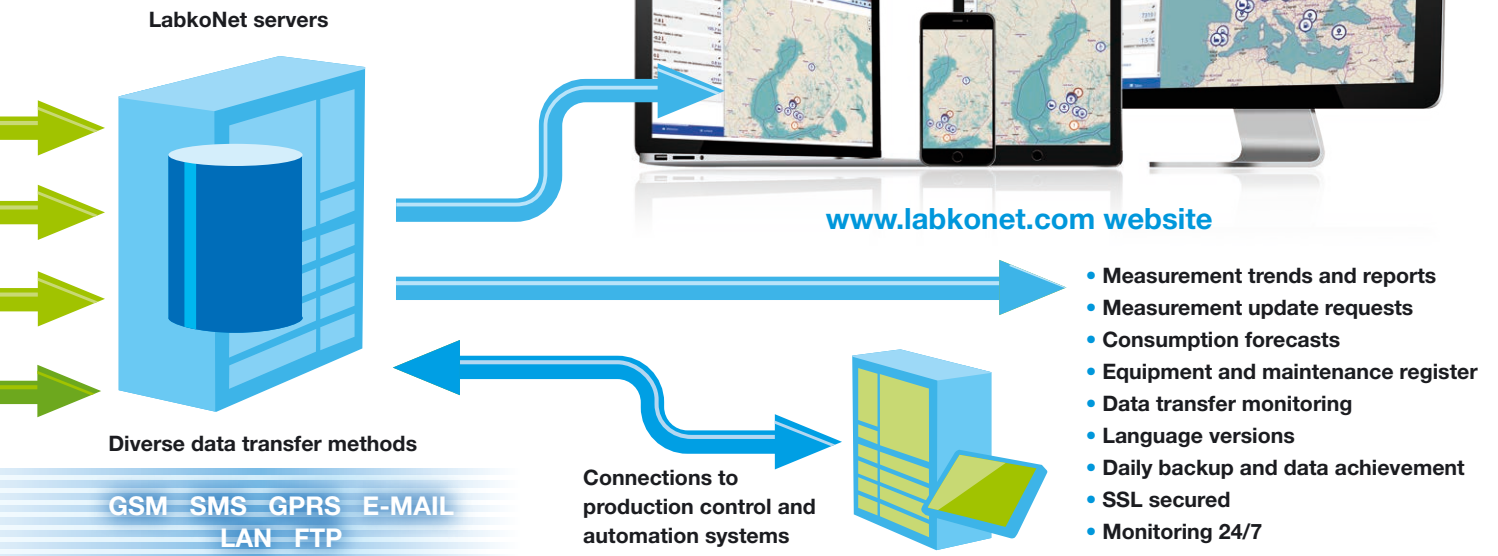 LabkoNet servers
www.labkonet.com website
• Measurement trends and reports
• Measurement update requests
• Consumption forecasts
• Equipment and maintenance register
• Data transfer monitoring
• Language versions
• Daily backup and data achievement
• SSL secured
• Monitoring 24/7
Diverse data transfer methods
GSM SMS GPRS E-MAIL
LAN FTP
Connections to
production control and
automation systems